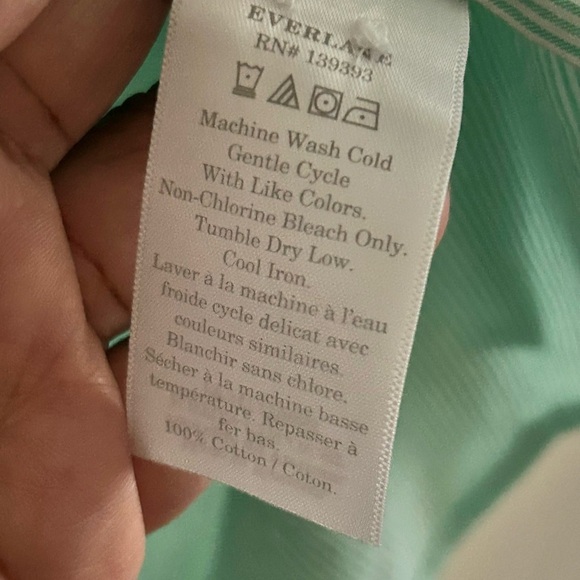 EVERLANE
RN# 139393
Machine Wash Cold
Gentle Cycle
With Like Colors.
Non-Chlorine Bleach Only.
Tumble Dry Low.
Cool Iron.
Laver à la machine à l'eau
froide cycle delicat avec
couleurs similaires.
Blanchir sans chlore.
Sécher à la machine basse
température. Repasser à
fer bas.
100% Cotton / Coton.